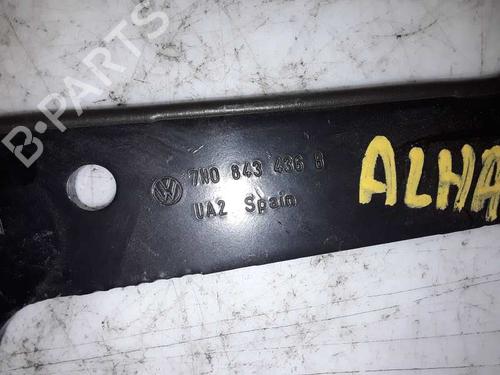 B-PARTS
7N0 843 436 B
UA2 Spain
ALHA